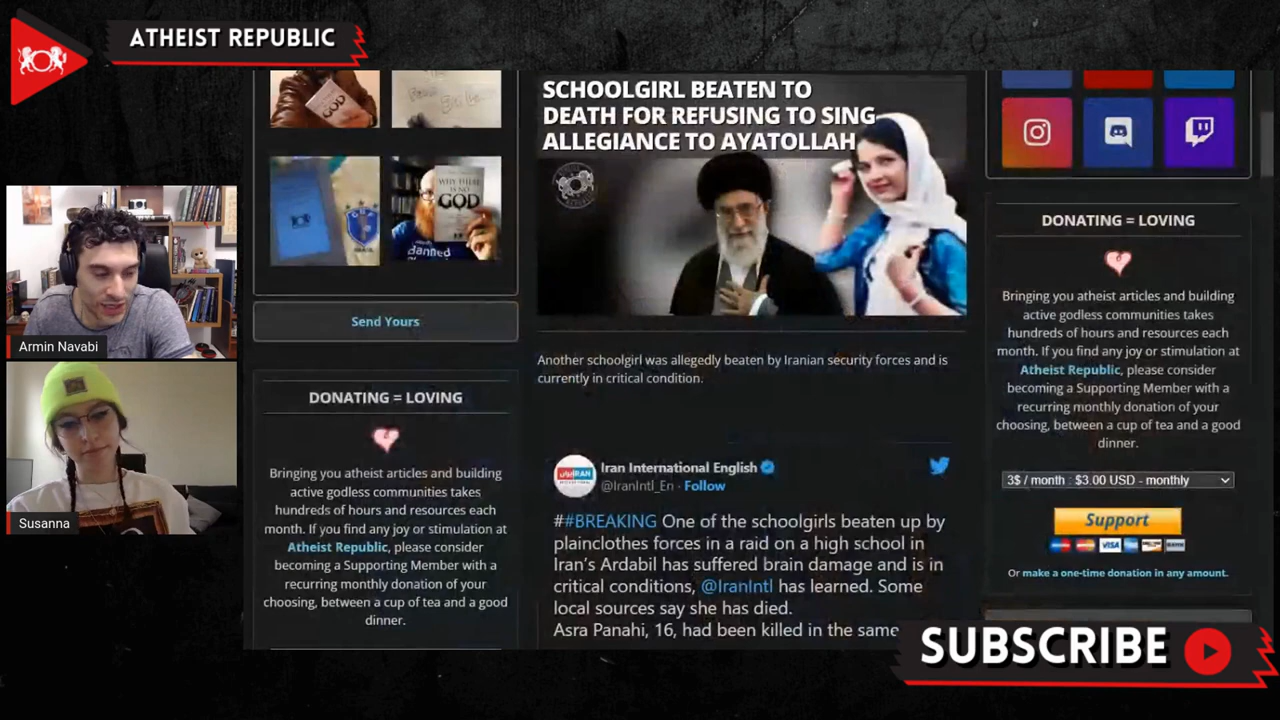 ATHEIST REPUBLIC
Armin Navabi
Susanna
WHY THERE
IS NO
GOD
Banned
Send Yours
DONATING = LOVING
Bringing you atheist articles and building
active godless communities takes
hundreds of hours and resources each
month. If you find any joy or stimulation at
Atheist Republic, please consider
becoming a Supporting Member with a
recurring monthly donation of your
choosing, between a cup of tea and a good
dinner.
SCHOOLGIRL BEATEN TO
DEATH FOR REFUSING TO SING
ALLEGIANCE TO AYATOLLAH
Another schoolgirl was allegedly beaten by Iranian security forces and is
currently in critical condition.
Iran International English
@IranIntl_En · Follow
##BREAKING One of the schoolgirls beaten up by
plainclothes forces in a raid on a high school in
Iran’s Ardabil has suffered brain damage and is in
critical conditions, @IranIntl has learned. Some
local sources say she has died.
Asra Panahi, 16, had been killed in the same
DONATING = LOVING
Bringing you atheist articles and building
active godless communities takes
hundreds of hours and resources each
month. If you find any joy or stimulation at
Atheist Republic, please consider
becoming a Supporting Member with a
recurring monthly donation of your
choosing, between a cup of tea and a good
dinner.
3$ / month : $3.00 USD - monthly
Support
VISA
Or make a one-time donation in any amount.
SUBSCRIBE